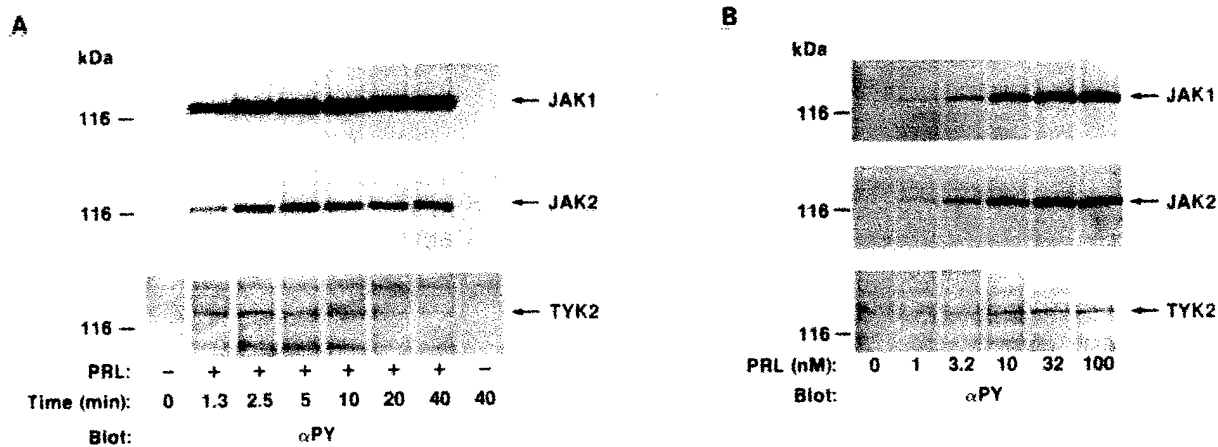 A
kDa
116 —
← JAK1
116 —
← JAK2
116 —
← TYK2
PRL: − + + + + + + −
Time (min): 0 1.3 2.5 5 10 20 40 40
Blot: αPY
B
116 —
← JAK1
116 —
← JAK2
116 —
← TYK2
kDa
PRL (nM): 0 1 3.2 10 32 100
Blot: αPY